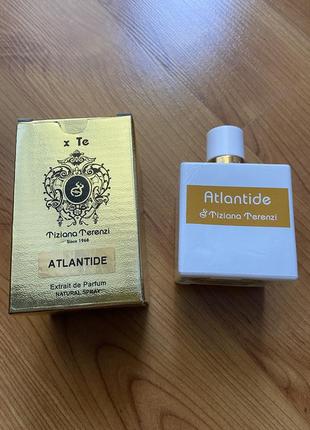 x Te
Tiziana Terenzi
Since 1968
ATLANTIDE
Extrait de Parfum
NATURAL SPRAY
Atlantide
Tiziana Terenzi